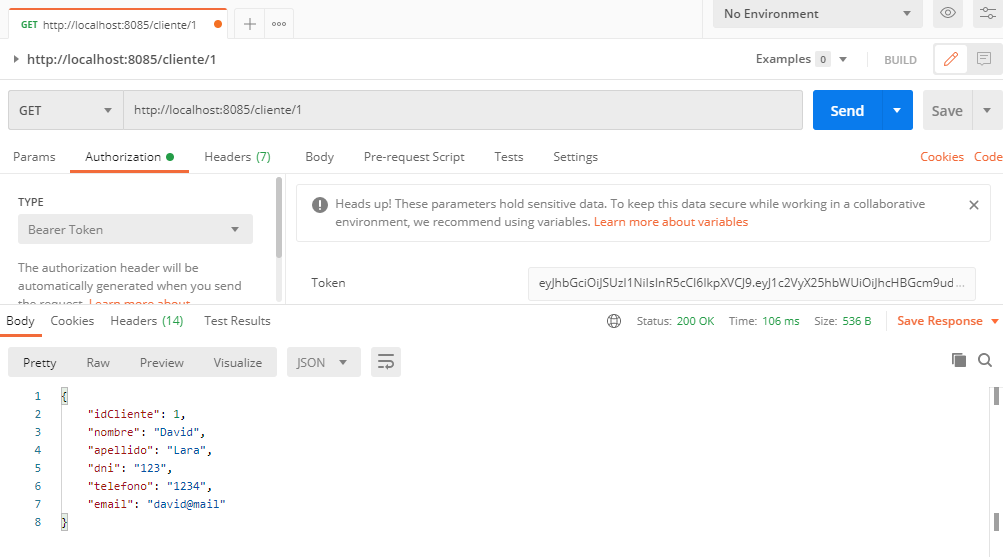 GET http://localhost:8085/cliente/1
No Environment
http://localhost:8085/cliente/1
Examples 0
BUILD
GET
http://localhost:8085/cliente/1
Send
Save
Params
Authorization
Headers (7)
Body
Pre-request Script
Tests
Settings
Cookies
Code
TYPE
Bearer Token
The authorization header will be
automatically generated when you send
the request. Learn more about
Heads up! These parameters hold sensitive data. To keep this data secure while working in a collaborative
environment, we recommend using variables. Learn more about variables
Token
eyJhbGciOiJSUzI1NiIsInR5cCI6IkpXVCJ9.eyJ1c2VyX25hbWUiOiJhcHBGcm9ud...
Body
Cookies
Headers (14)
Test Results
Status: 200 OK
Time: 106 ms
Size: 536 B
Save Response
Pretty
Raw
Preview
Visualize
JSON
1 {
2 "idCliente": 1,
3 "nombre": "David",
4 "apellido": "Lara",
5 "dni": "123",
6 "telefono": "1234",
7 "email": "david@mail"
8 }